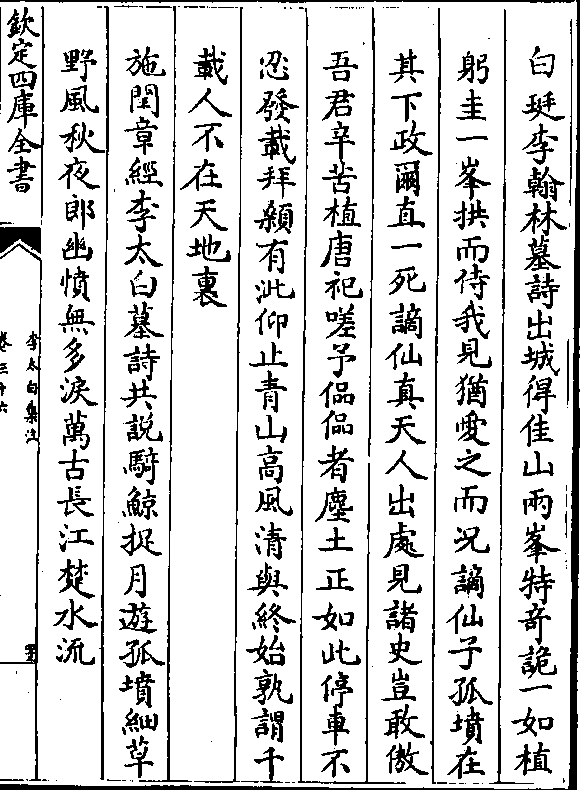 白珽李翰林墓詩出城得佳山兩峯特奇詭一如植
躬圭一峯拱而侍我見猶愛之而況謫仙子孤墳在
其下政爾直一死謫仙真天人出處見諸史豈敢傲
吾君辛苦植唐祀嗟予偘偘者塵土正如此停車不
忍發載拜顙有泚仰止青山高風清與終始孰謂千
載人不在天地裏
施閏章經李太白墓詩共說騎鯨捉月遊孤墳細草
野風秋夜郎幽憤無多淚萬古長江楚水流
欽定四庫全書
李太白集注
卷三十六